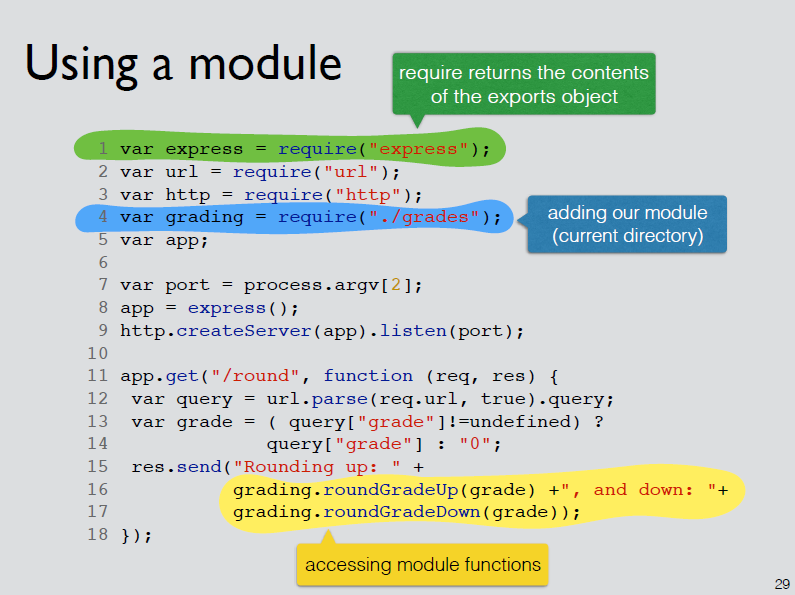 Using a module
require returns the contents
of the exports object
1 var express = require("express");
2 var url = require("url");
3 var http = require("http");
4 var grading = require("./grades");
adding our module
(current directory)
5 var app;
6
7 var port = process.argv[2];
8 app = express();
9 http.createServer(app).listen(port);
10
11 app.get("/round", function (req, res) {
12  var query = url.parse(req.url, true).query;
13  var grade = ( query["grade"]!=undefined) ?
14              query["grade"] : "0";
15  res.send("Rounding up: " +
16           grading.roundGradeUp(grade) +", and down: "+
17           grading.roundGradeDown(grade));
18 });
accessing module functions
29